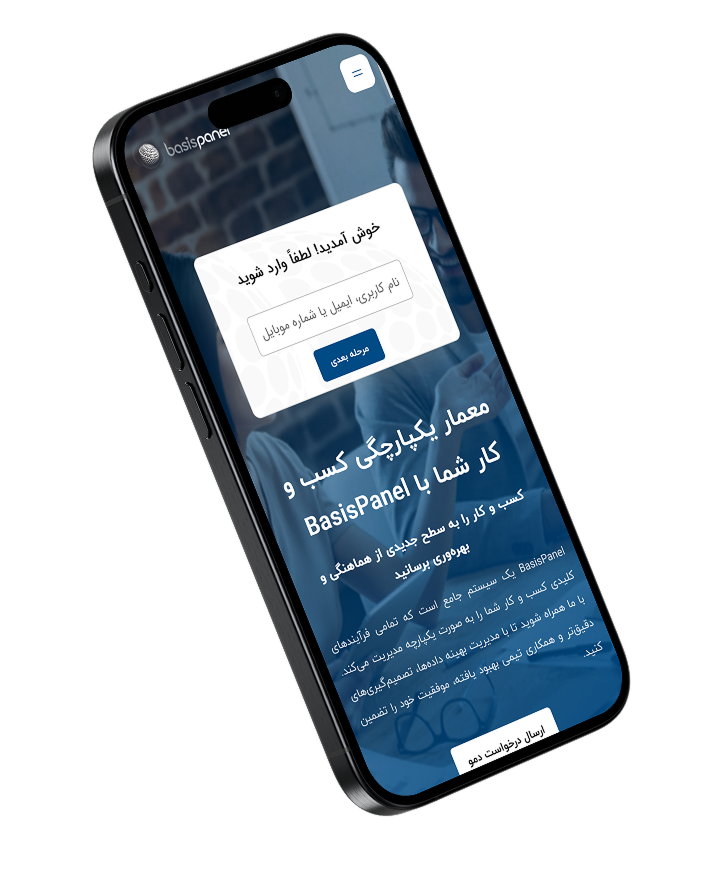 basispanel
خوش آمدید! لطفاً وارد شوید
نام کاربری، ایمیل یا شماره موبایل
مرحله بعدی
معمار یکپارچگی کسب و
کار شما با BasisPanel
کسب و کار را به سطح جدیدی از هماهنگی و
بهره‌وری برسانید
BasisPanel یک سیستم جامع است که تمامی فرآیندهای
کلیدی کسب و کار شما را به صورت یکپارچه مدیریت می‌کند.
با ما همراه شوید تا با مدیریت بهینه داده‌ها، تصمیم‌گیری‌های
دقیق‌تر و همکاری تیمی بهبود یافته، موفقیت خود را تضمین
کنید.
ارسال درخواست دمو